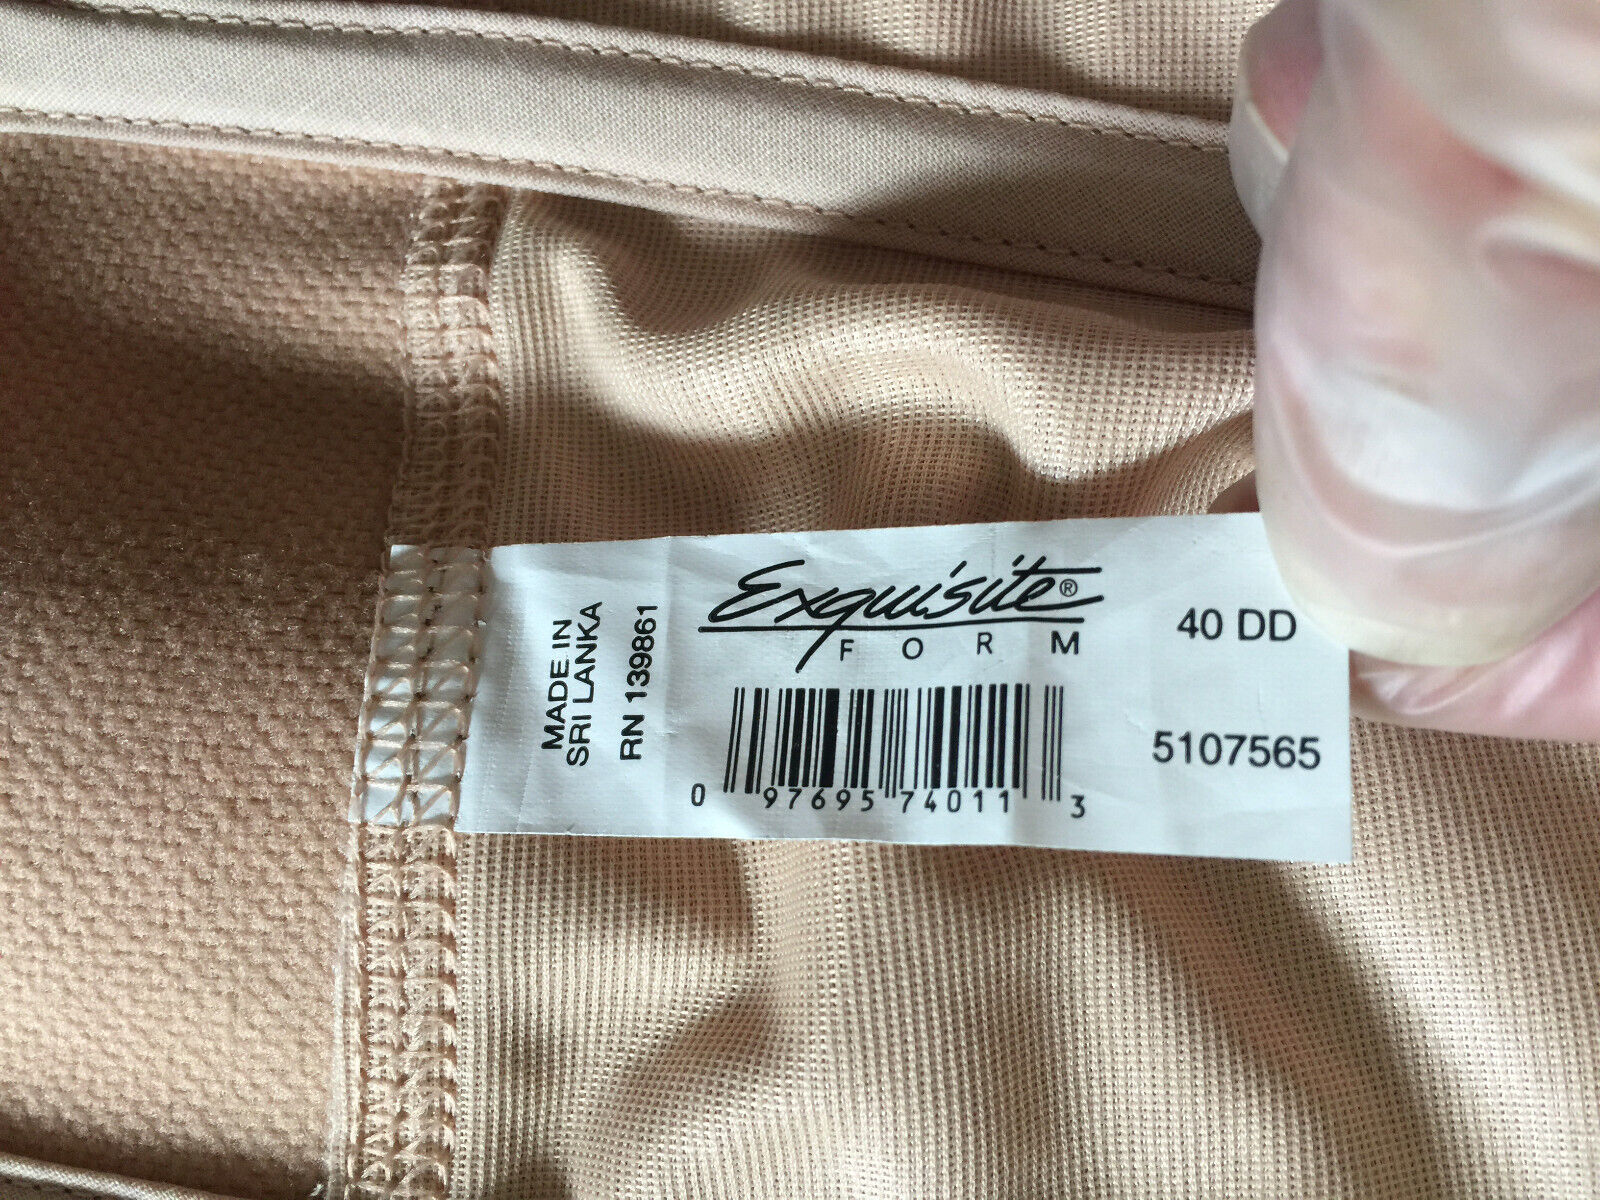 MADE IN
SRI LANKA
RN 139861
Exquisite®
FORM
0 97695 74011 3
40 DD
5107565